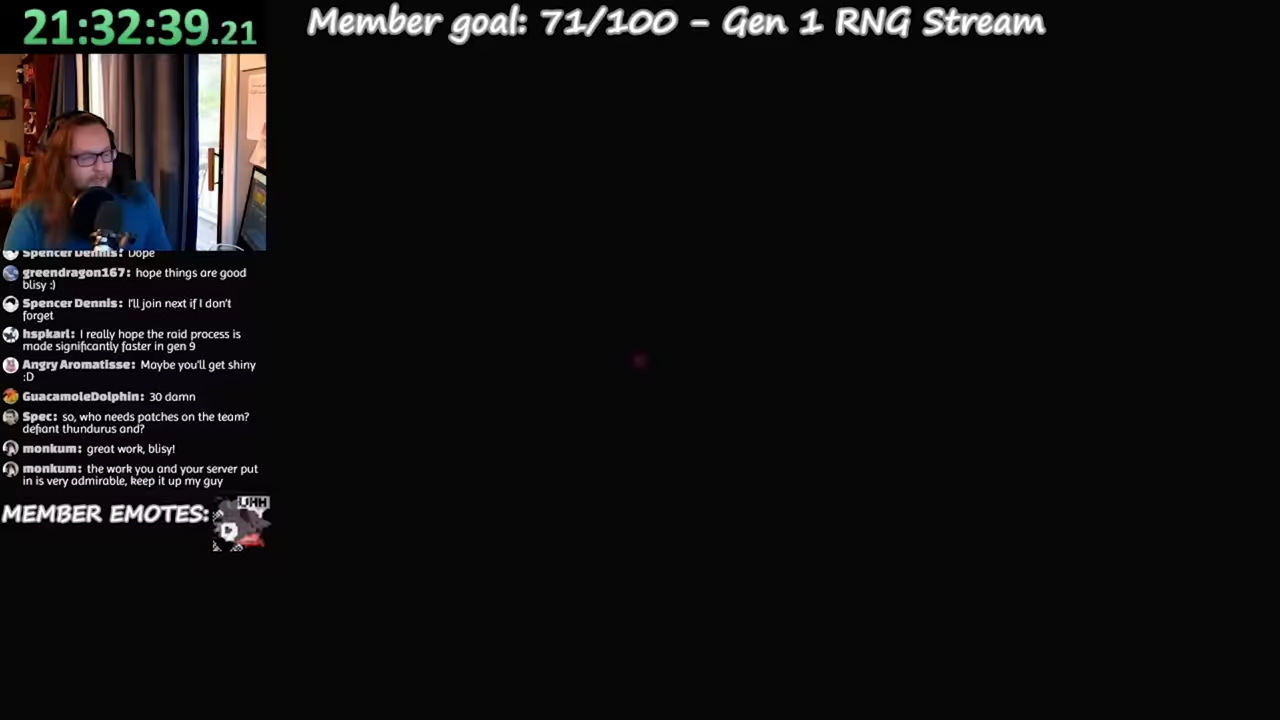 21:32:39.21
Member goal: 71/100 - Gen 1 RNG Stream
Spencer Dennis: Dope
greendragon167: hope things are good
blisy :)
Spencer Dennis: I'll join next if I don't
forget
hspkarl: I really hope the raid process is
made significantly faster in gen 9
Angry Aromatisse: Maybe you'll get shiny
:D
GuacamoleDolphin: 30 damn
Spec: so, who needs patches on the team?
defiant thundurus and?
monkum: great work, blisy!
monkum: the work you and your server put
in is very admirable, keep it up my guy
MEMBER EMOTES:
UHH